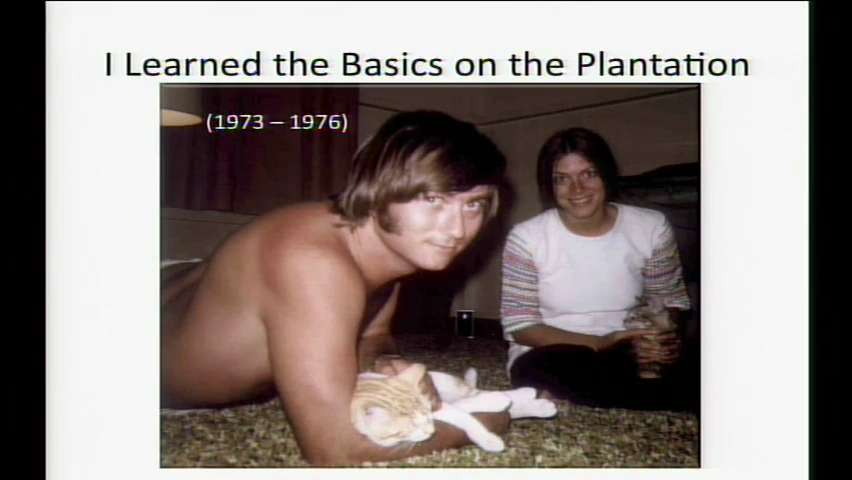 I Learned the Basics on the Plantation
(1973 – 1976)